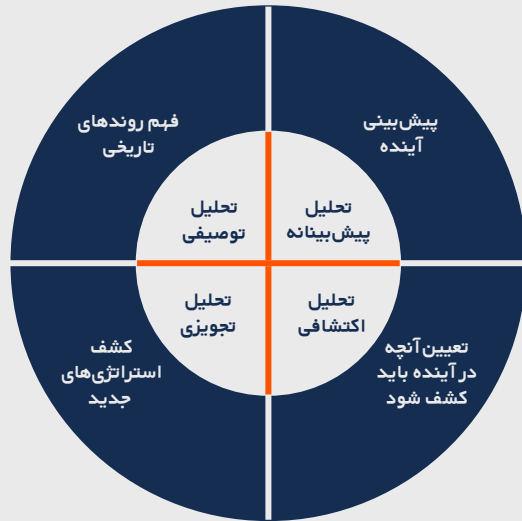 پیش‌بینی
آینده
فهم روندهای
تاریخی
تحلیل
پیش‌بینانه
تحلیل
توصیفی
تحلیل
اکتشافی
تحلیل
تجویزی
تعیین آنچه
در آینده باید
کشف شود
کشف
استراتژی‌های
جدید